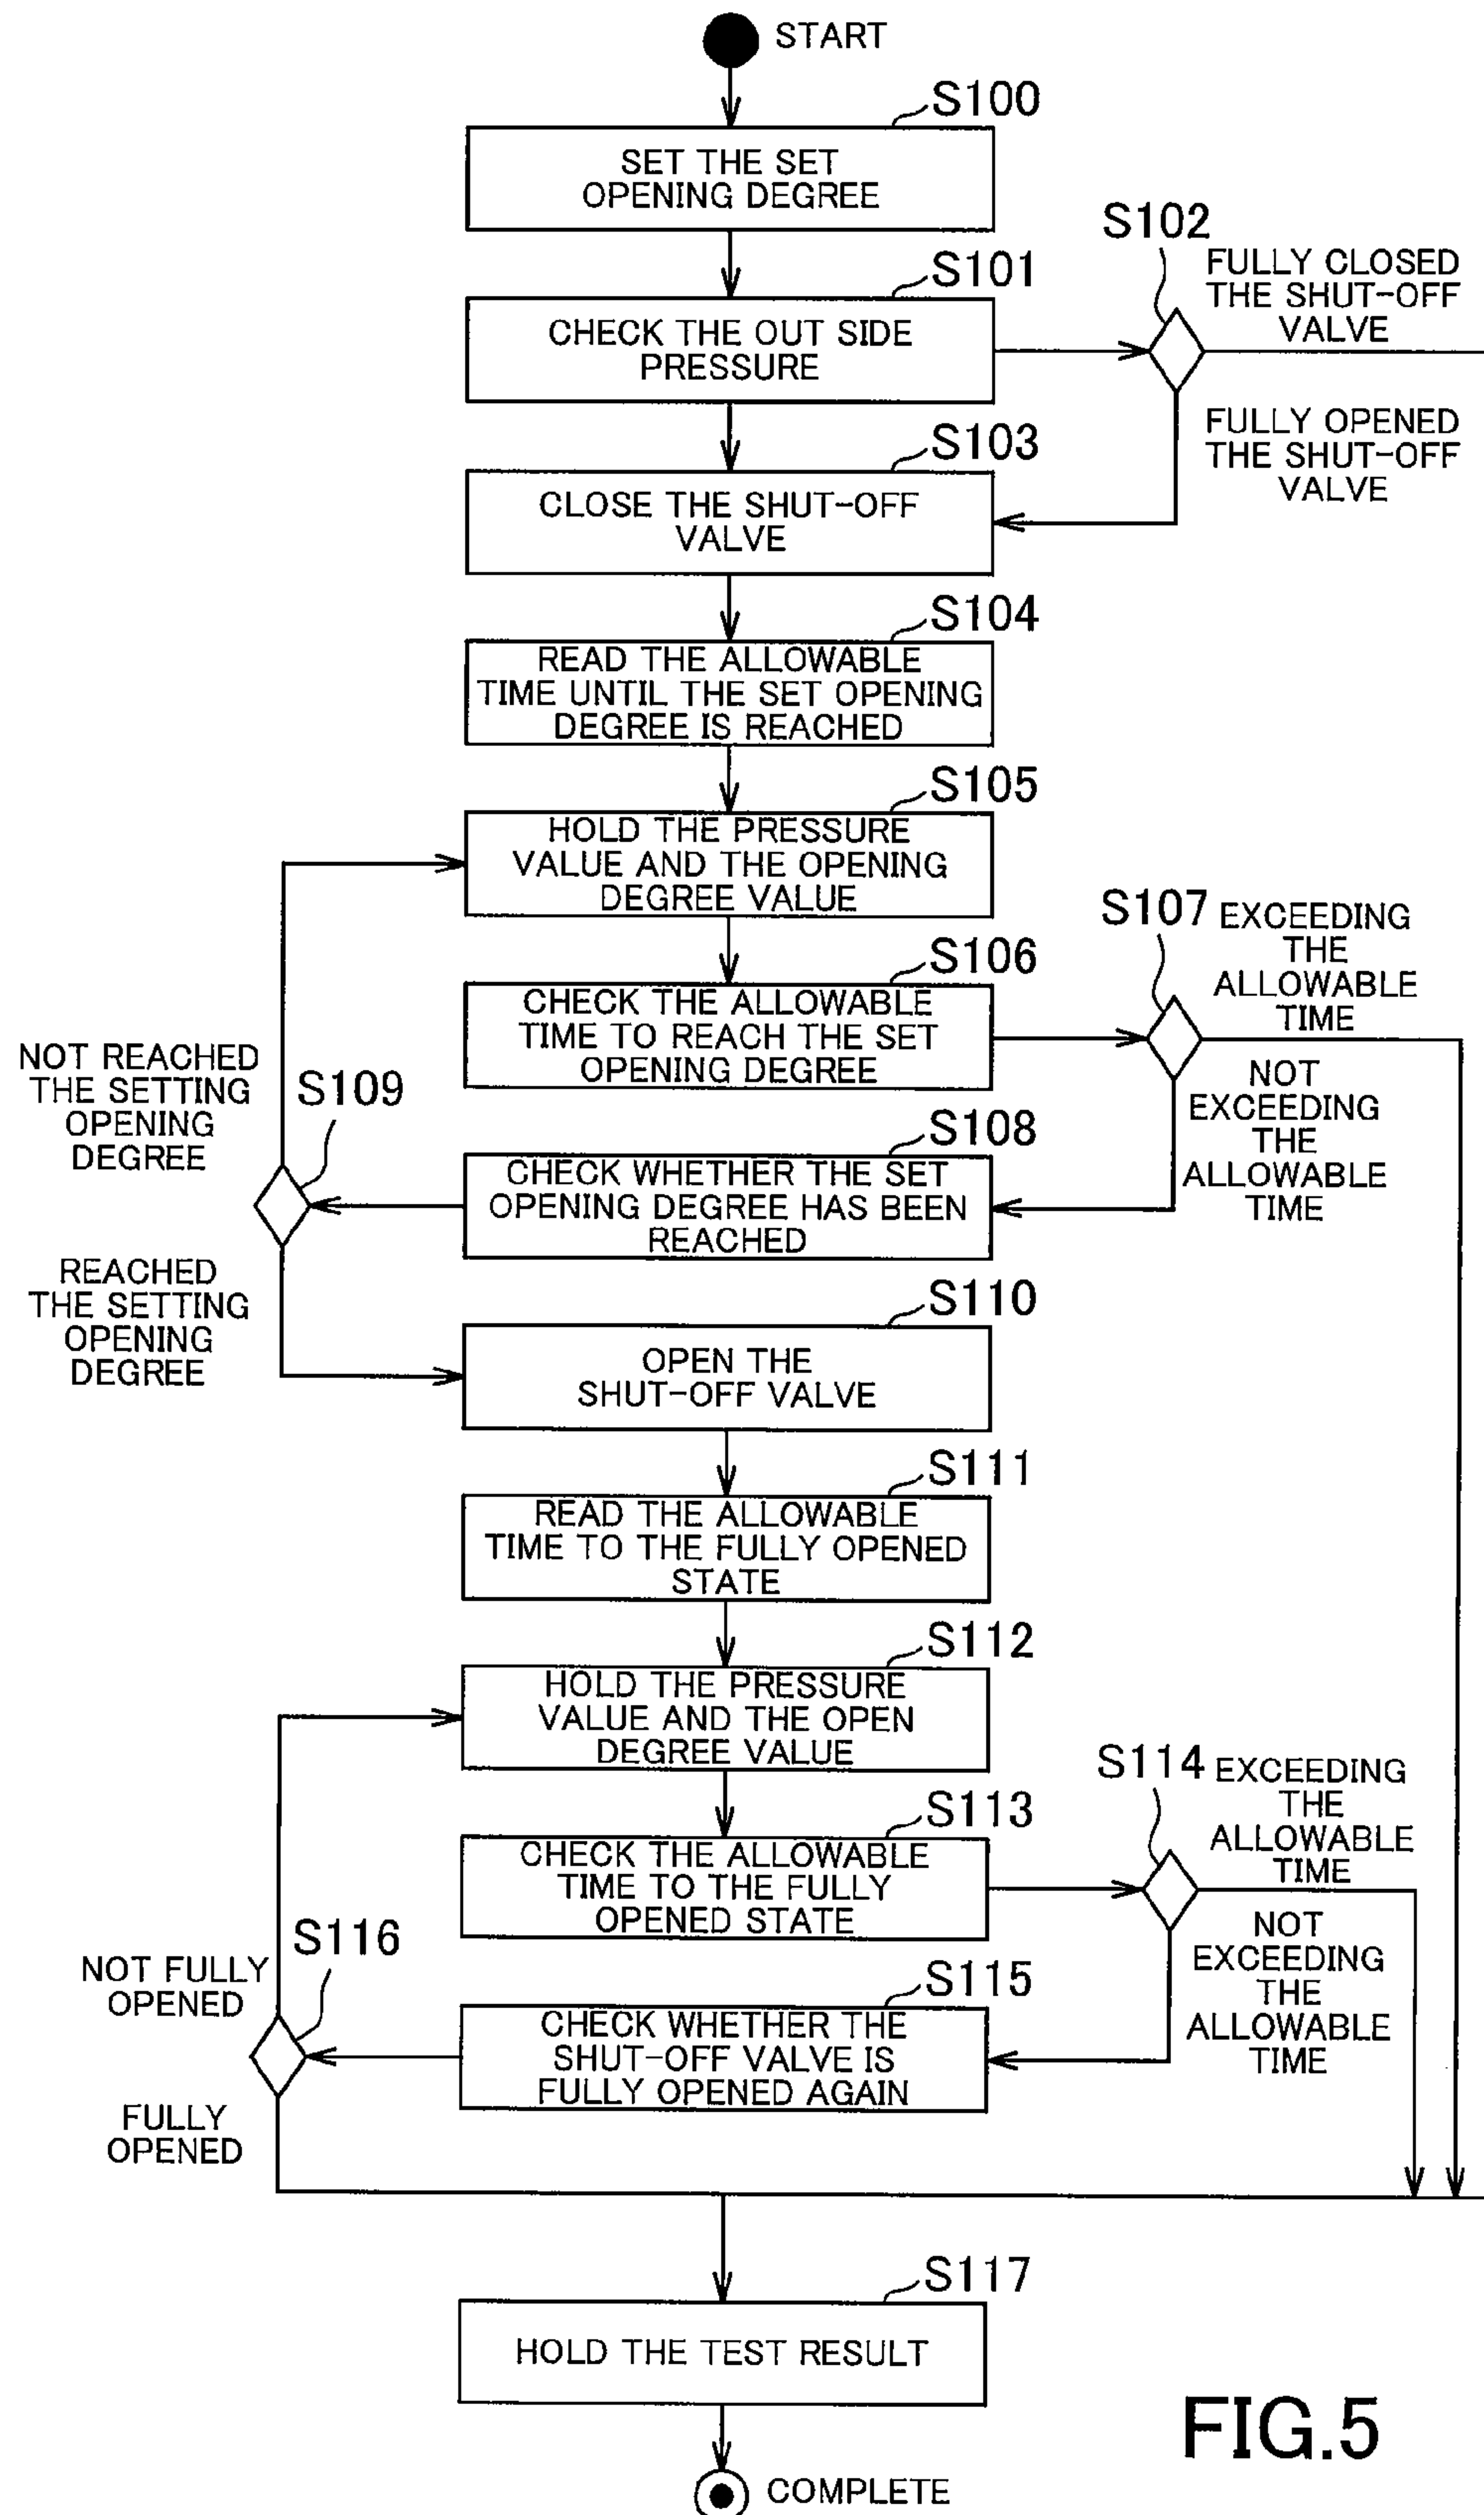 START
S100
SET THE SET
OPENING DEGREE
S101
CHECK THE OUT SIDE
PRESSURE
S102
FULLY CLOSED
THE SHUT-OFF
VALVE
FULLY OPENED
THE SHUT-OFF
VALVE
S103
CLOSE THE SHUT-OFF
VALVE
S104
READ THE ALLOWABLE
TIME UNTIL THE SET OPENING
DEGREE IS REACHED
S105
HOLD THE PRESSURE
VALUE AND THE OPENING
DEGREE VALUE
S106
CHECK THE ALLOWABLE
TIME TO REACH THE SET
OPENING DEGREE
S107
EXCEEDING
THE
ALLOWABLE
TIME
NOT
EXCEEDING
THE
ALLOWABLE
TIME
S108
CHECK WHETHER THE SET
OPENING DEGREE HAS BEEN
REACHED
S109
NOT REACHED
THE SETTING
OPENING
DEGREE
REACHED
THE SETTING
OPENING
DEGREE
S110
OPEN THE
SHUT-OFF VALVE
S111
READ THE ALLOWABLE
TIME TO THE FULLY OPENED
STATE
S112
HOLD THE PRESSURE
VALUE AND THE OPEN
DEGREE VALUE
S113
CHECK THE ALLOWABLE
TIME TO THE FULLY
OPENED STATE
S114
EXCEEDING
THE
ALLOWABLE
TIME
NOT
EXCEEDING
THE
ALLOWABLE
TIME
S115
CHECK WHETHER THE
SHUT-OFF VALVE IS
FULLY OPENED AGAIN
S116
NOT FULLY
OPENED
FULLY
OPENED
S117
HOLD THE TEST RESULT
COMPLETE
FIG.5